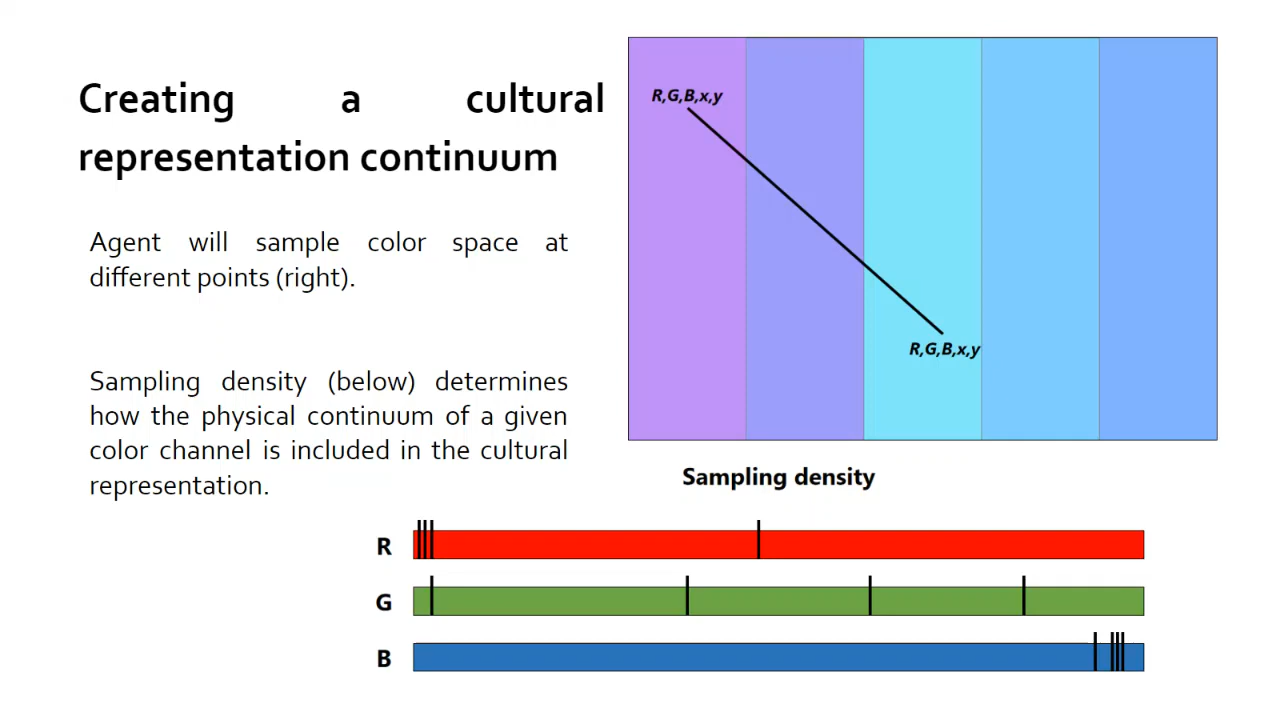 Creating a cultural
representation continuum
Agent will sample color space at
different points (right).
Sampling density (below) determines
how the physical continuum of a given
color channel is included in the cultural
representation.
R,G,B,x,y
R,G,B,x,y
Sampling density
R
G
B